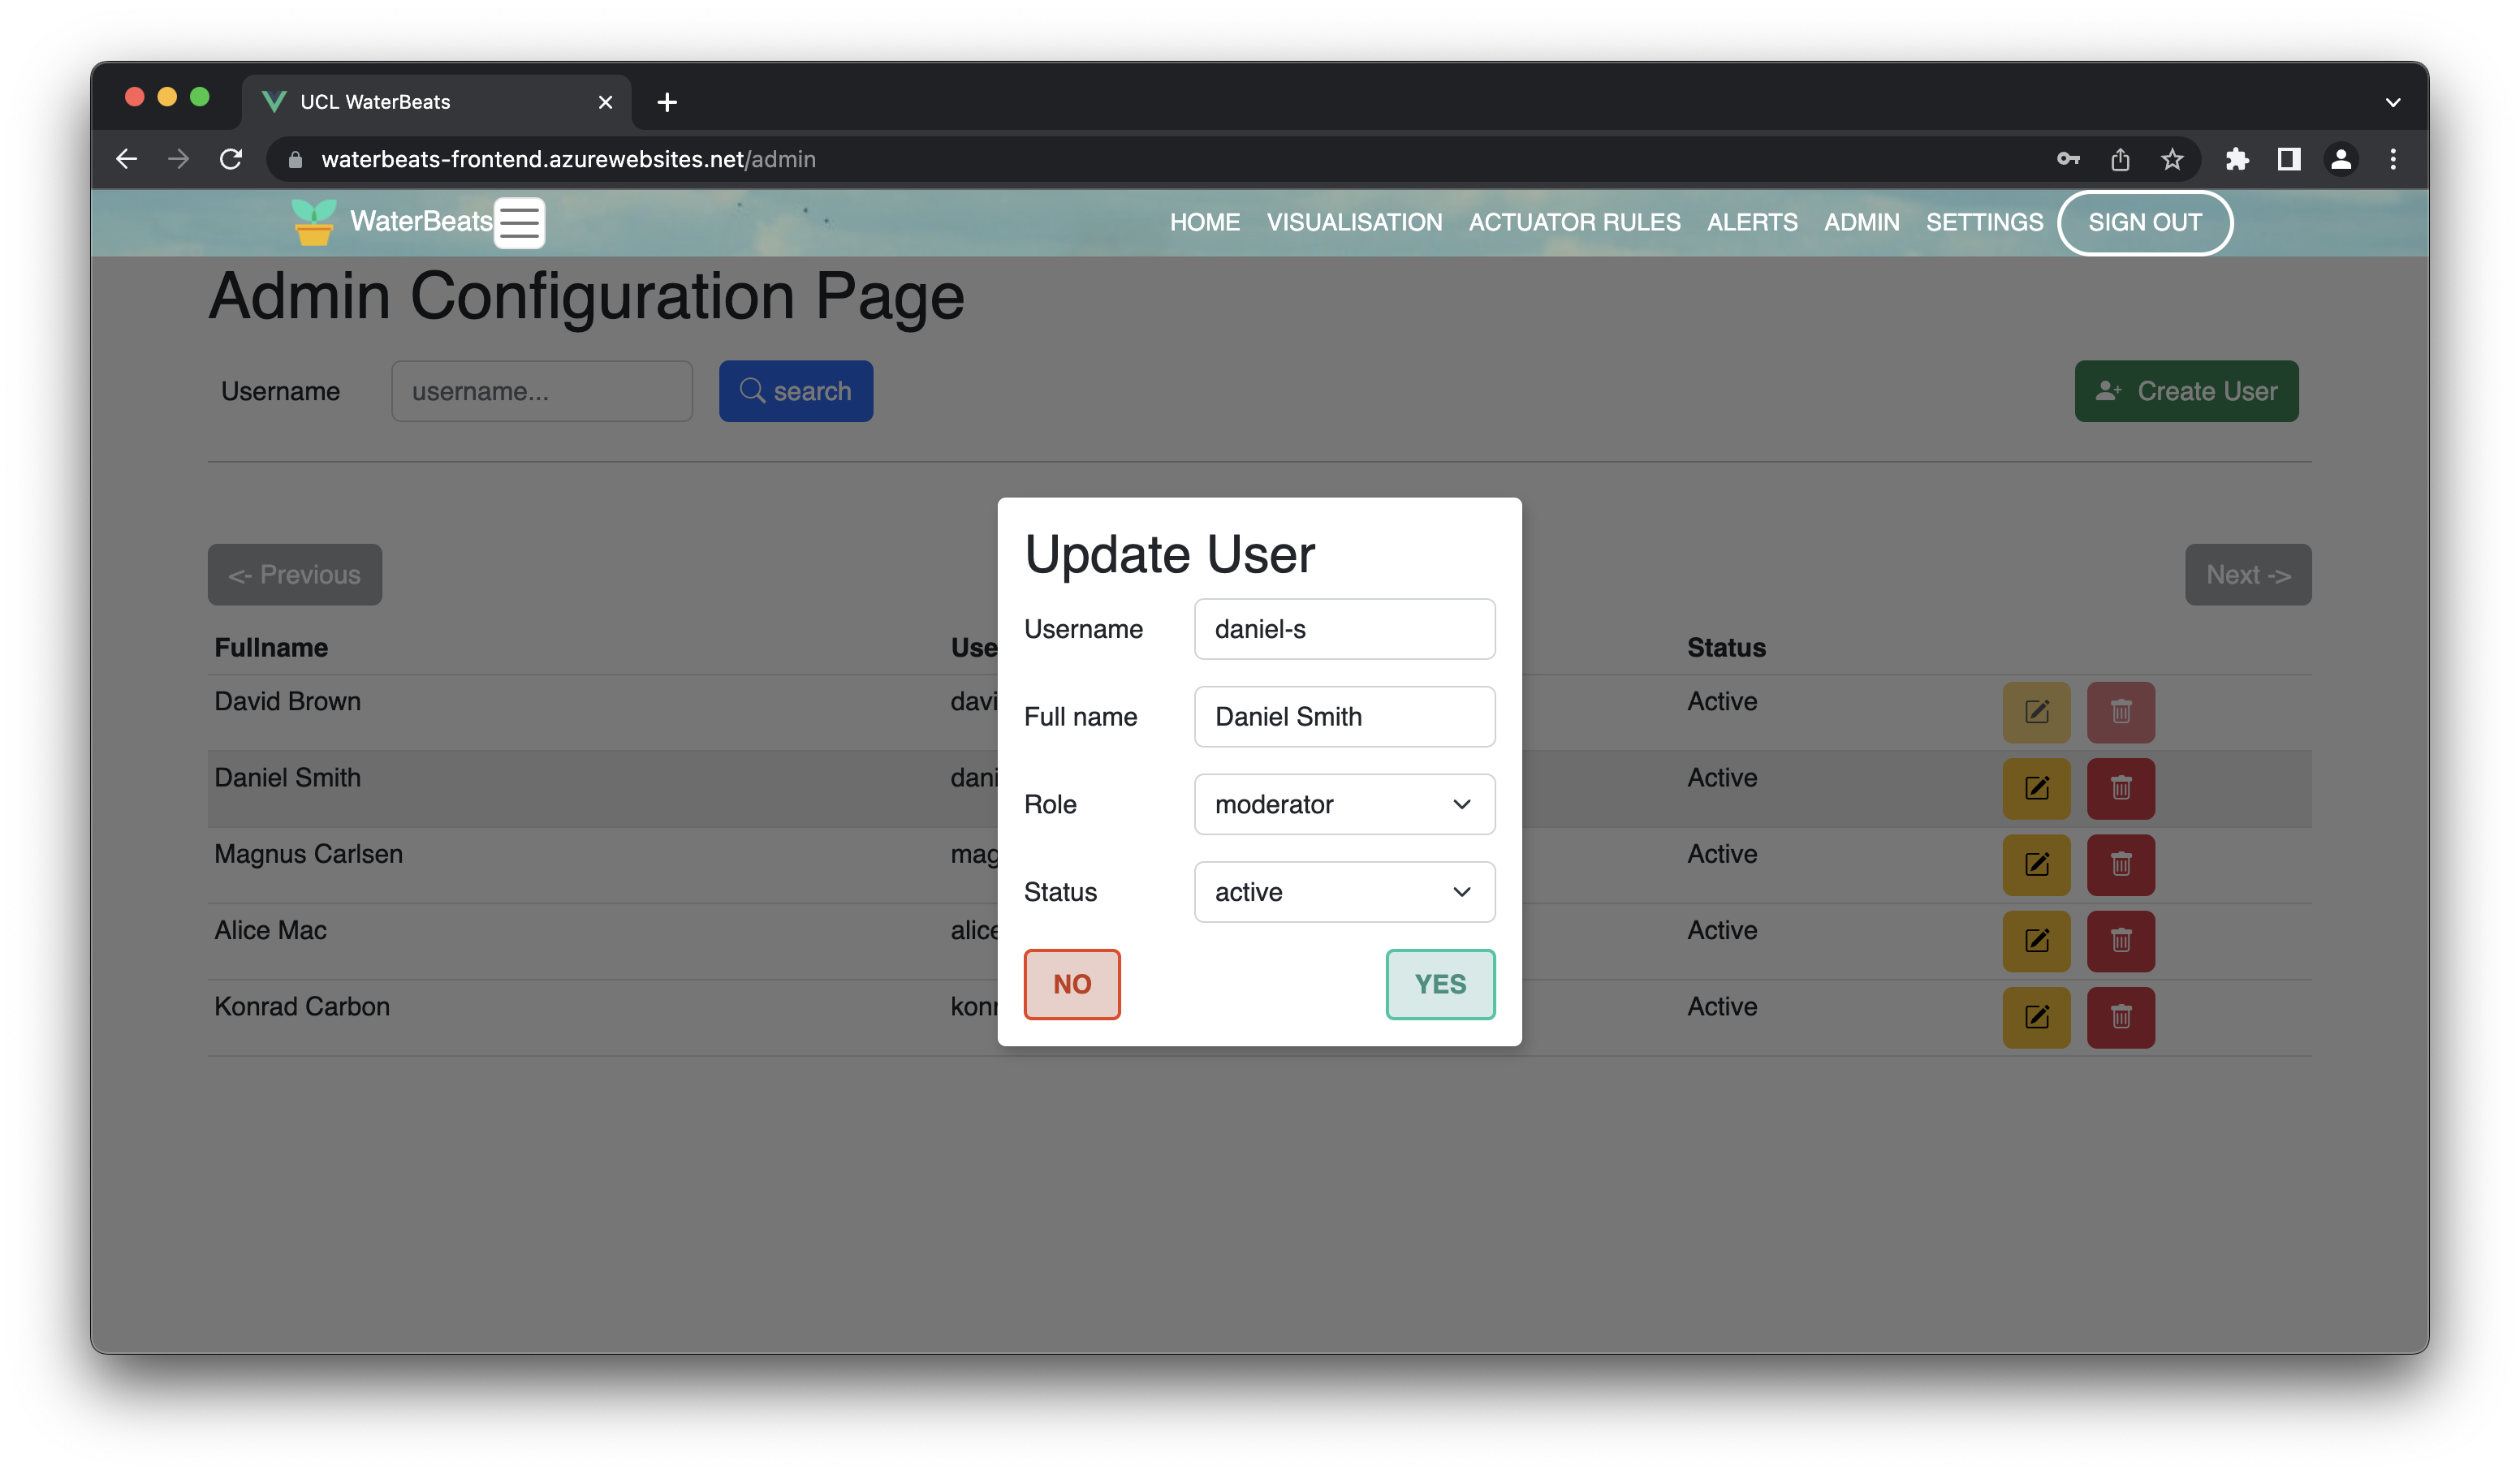 UCL WaterBeats
waterbeats-frontend.azurewebsites.net/admin
WaterBeats HOME VISUALISATION ACTUATOR RULES ALERTS ADMIN SETTINGS SIGN OUT
Admin Configuration Page
Username username... search Create User
<- Previous Next ->
Fullname Use Status
David Brown davi Active
Daniel Smith dani Active
Magnus Carlsen mag Active
Alice Mac alice Active
Konrad Carbon konr Active
Update User
Username daniel-s
Full name Daniel Smith
Role moderator
Status active
NO YES